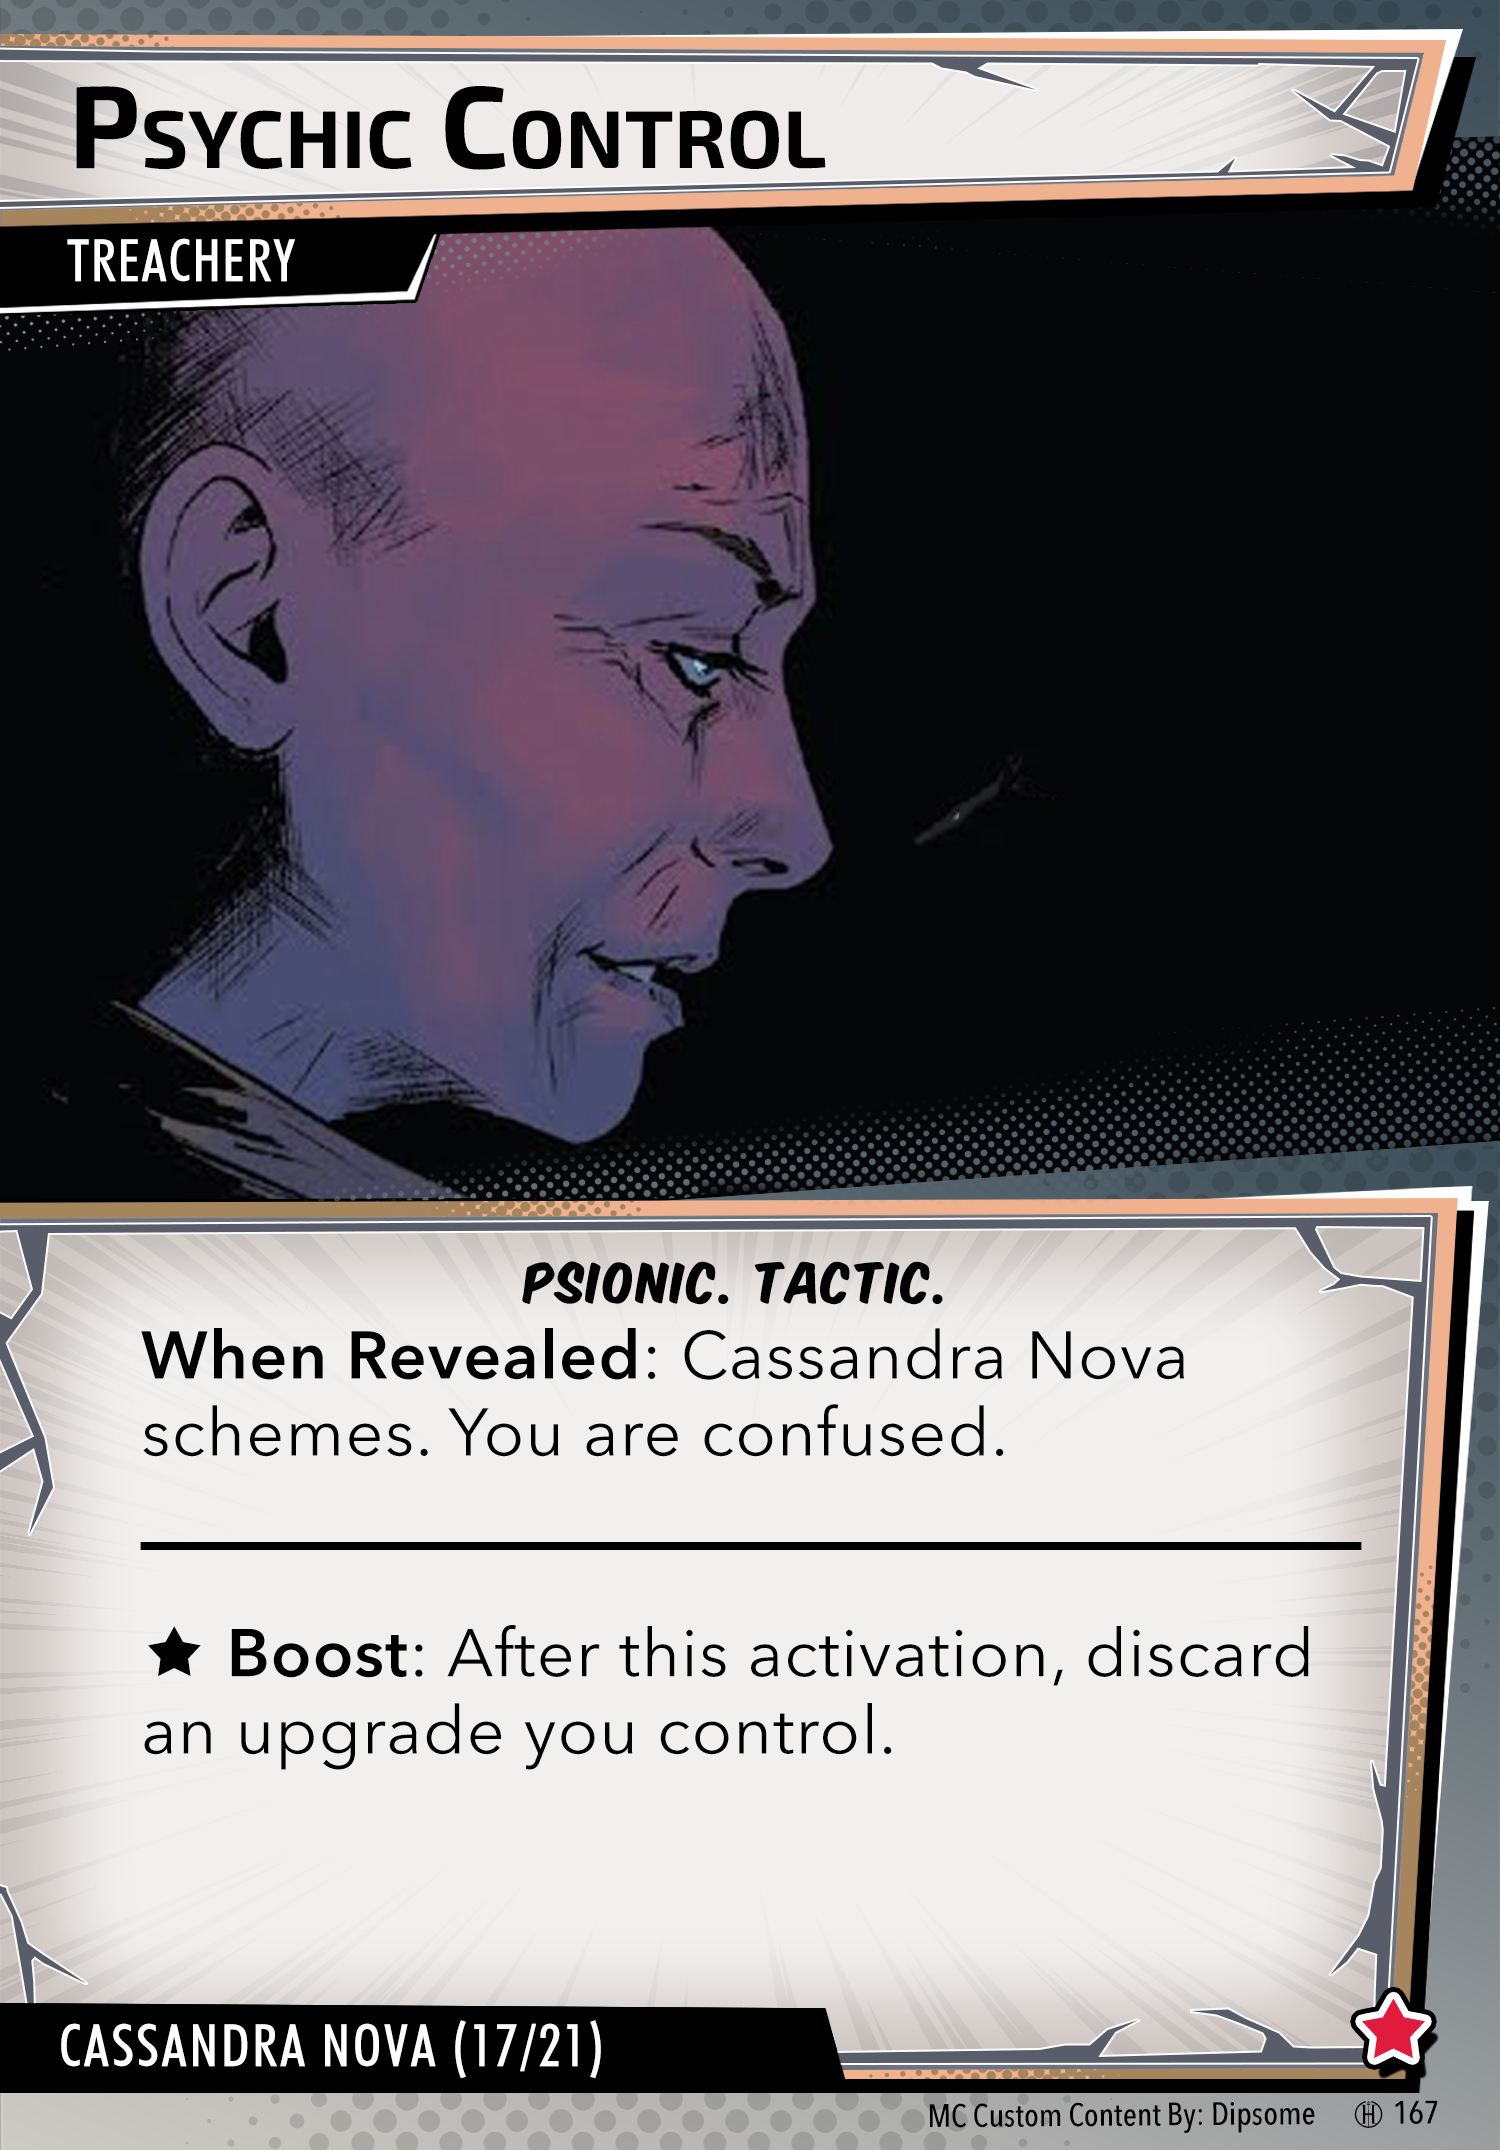 Psychic Control
TREACHERY
PSIONIC. TACTIC.
When Revealed: Cassandra Nova
schemes. You are confused.
★ Boost: After this activation, discard
an upgrade you control.
CASSANDRA NOVA (17/21)
MC Custom Content By: Dipsome 167